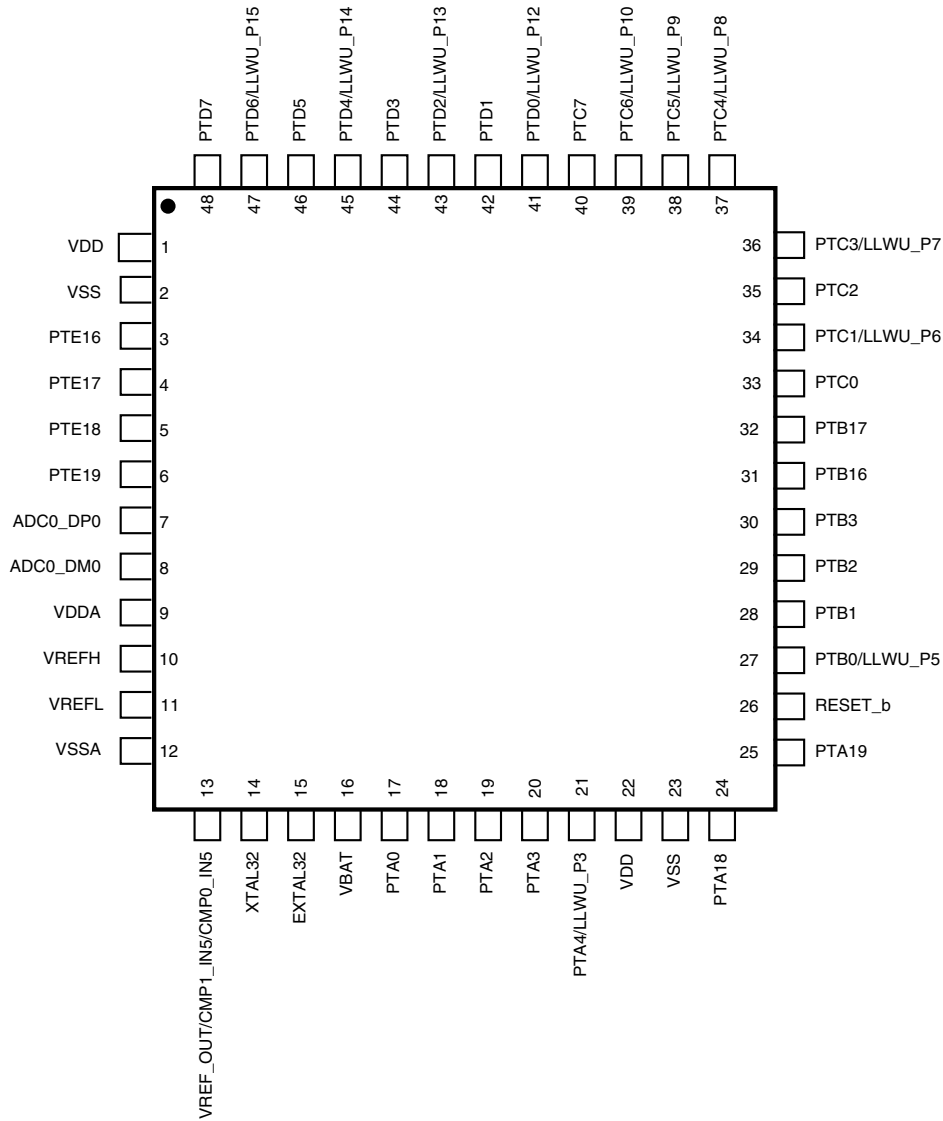 PTD7
PTD6/LLWU_P15
PTD5
PTD4/LLWU_P14
PTD3
PTD2/LLWU_P13
PTD1
PTD0/LLWU_P12
PTC7
PTC6/LLWU_P10
PTC5/LLWU_P9
PTC4/LLWU_P8
48
47
46
45
44
43
42
41
40
39
38
37
VDD 1
VSS 2
PTE16 3
PTE17 4
PTE18 5
PTE19 6
ADC0_DP0 7
ADC0_DM0 8
VDDA 9
VREFH 10
VREFL 11
VSSA 12
36 PTC3/LLWU_P7
35 PTC2
34 PTC1/LLWU_P6
33 PTC0
32 PTB17
31 PTB16
30 PTB3
29 PTB2
28 PTB1
27 PTB0/LLWU_P5
26 RESET_b
25 PTA19
13
14
15
16
17
18
19
20
21
22
23
24
VREF_OUT/CMP1_IN5/CMP0_IN5
XTAL32
EXTAL32
VBAT
PTA0
PTA1
PTA2
PTA3
PTA4/LLWU_P3
VDD
VSS
PTA18